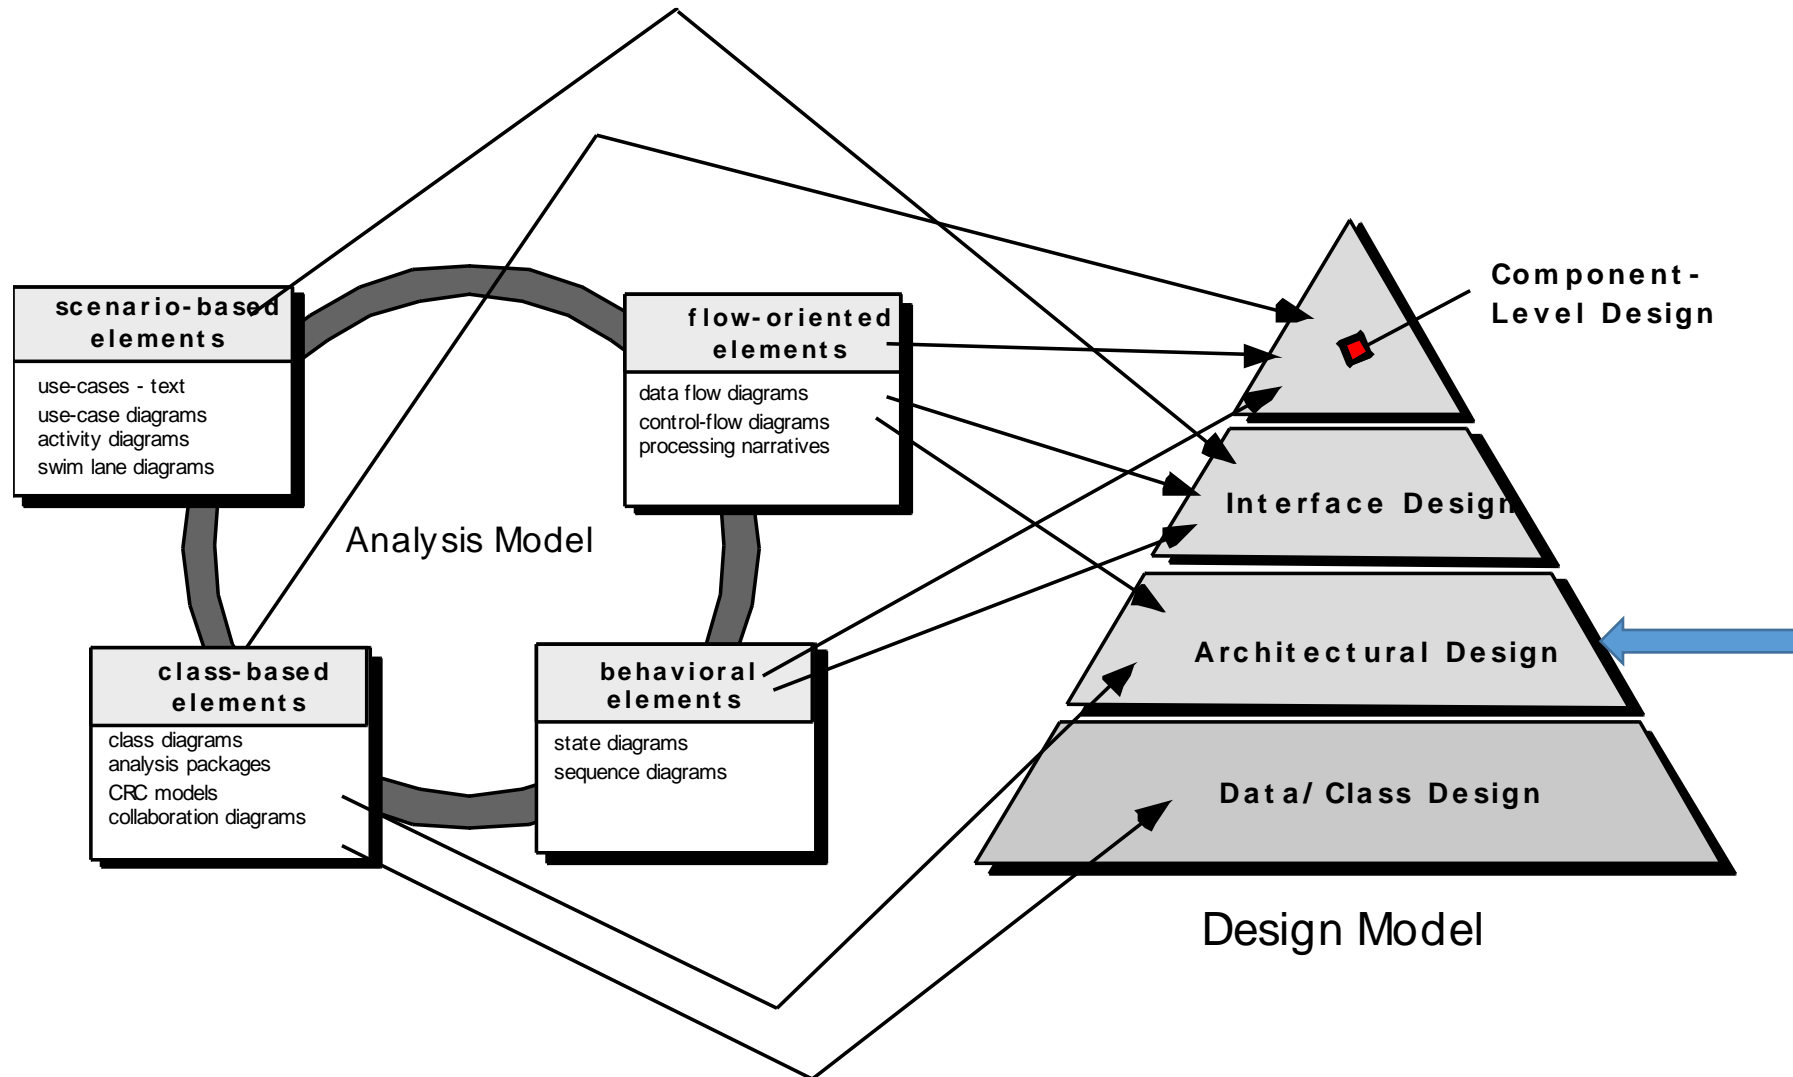 scenario-based
elements
use-cases - text
use-case diagrams
activity diagrams
swim lane diagrams
flow-oriented
elements
data flow diagrams
control-flow diagrams
processing narratives
Analysis Model
class-based
elements
class diagrams
analysis packages
CRC models
collaboration diagrams
behavioral
elements
state diagrams
sequence diagrams
Component-
Level Design
Interface Design
Architectural Design
Data/ Class Design
Design Model